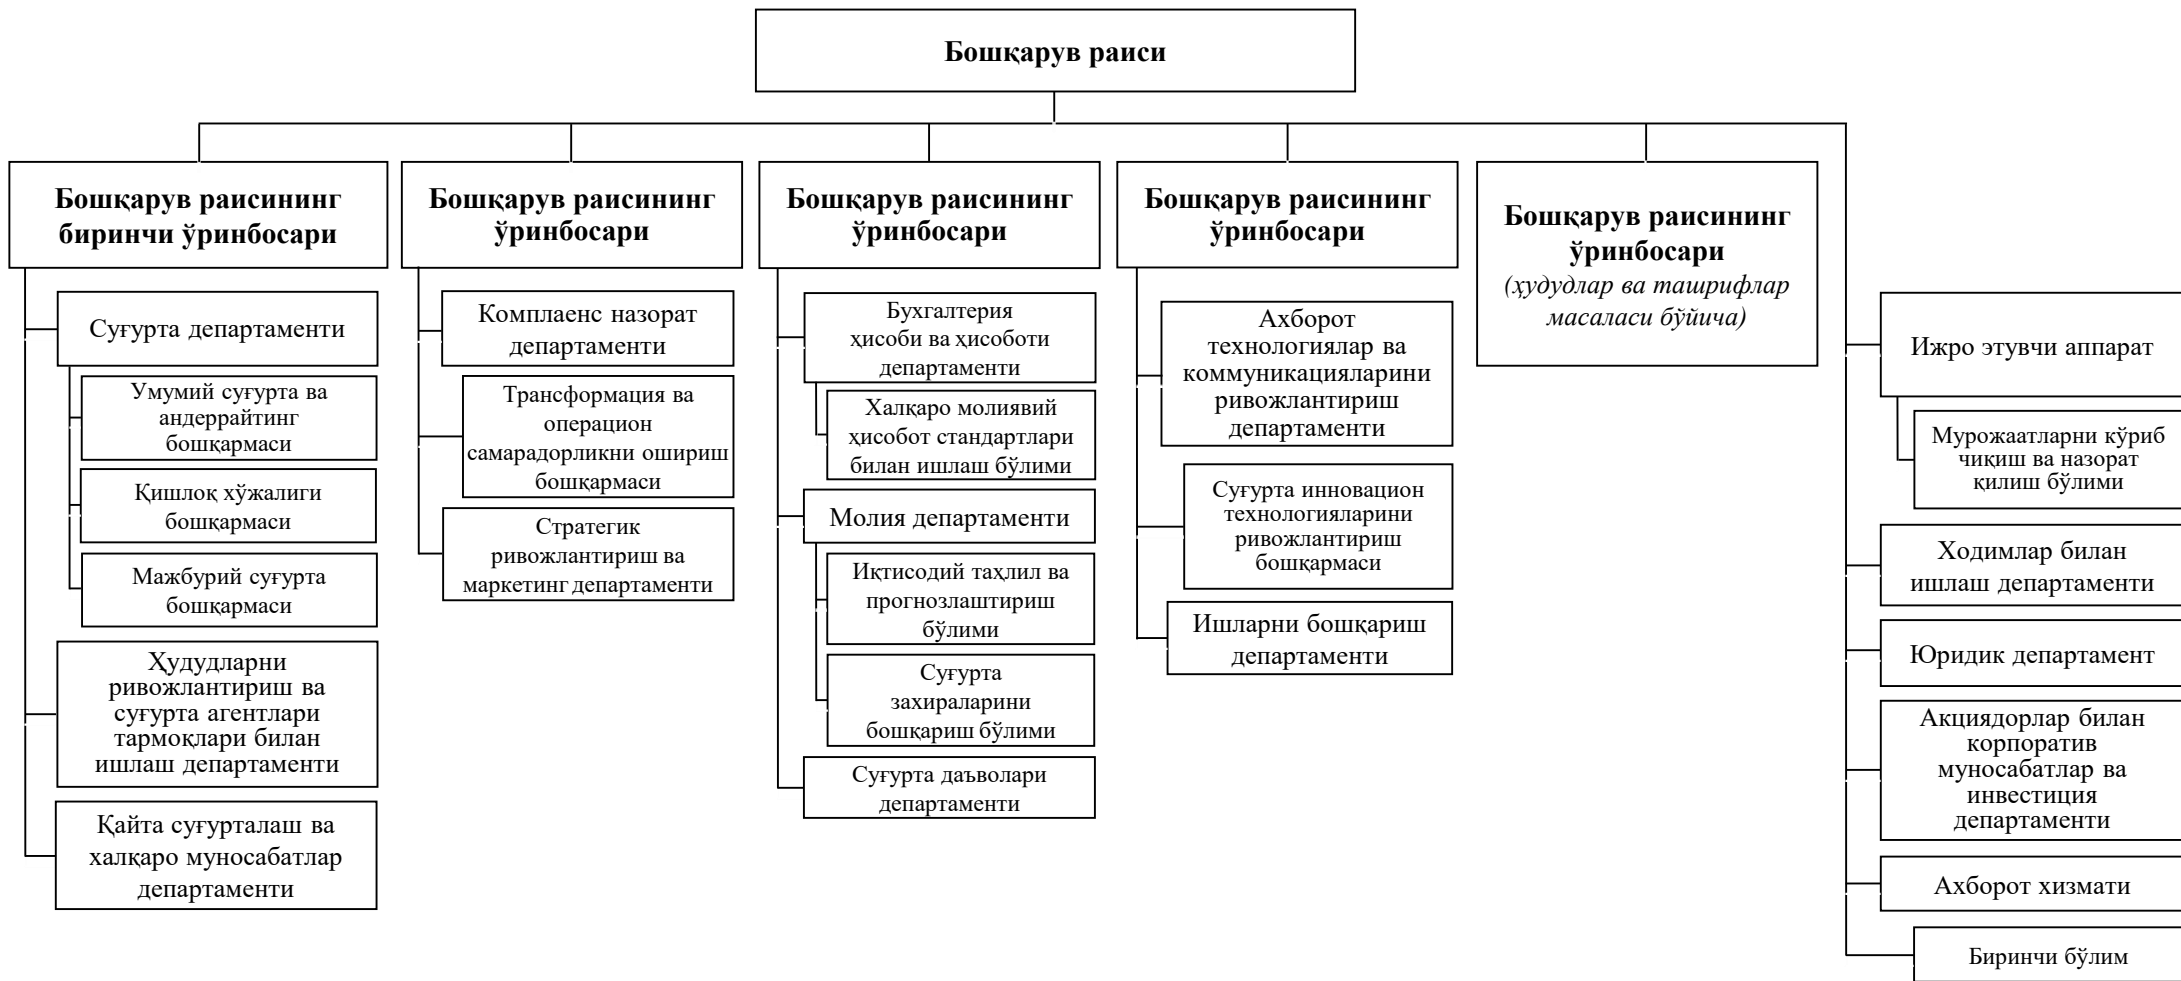 Бошқарув раиси
Бошқарув раисининг
биринчи ўринбосари
Суғурта департаменти
Умумий суғурта ва
андеррайтинг
бошқармаси
Қишлоқ хўжалиги
бошқармаси
Мажбурий суғурта
бошқармаси
Ҳудудларни
ривожлантириш ва
суғурта агентлари
тармоқлари билан
ишлаш департаменти
Қайта суғурталаш ва
халқаро муносабатлар
департаменти
Бошқарув раисининг
ўринбосари
Комплаенс назорат
департаменти
Трансформация ва
операцион
самарадорликни ошириш
бошқармаси
Стратегик
ривожлантириш ва
маркетинг департаменти
Бошқарув раисининг
ўринбосари
Бухгалтерия
ҳисоби ва ҳисоботи
департаменти
Халқаро молиявий
ҳисобот стандартлари
билан ишлаш бўлими
Молия департаменти
Иқтисодий таҳлил ва
прогнозлаштириш
бўлими
Суғурта
захираларини
бошқариш бўлими
Суғурта даъволари
департаменти
Бошқарув раисининг
ўринбосари
Ахборот
технологиялар ва
коммуникацияларини
ривожлантириш
департаменти
Суғурта инновацион
технологияларини
ривожлантириш
бошқармаси
Ишларни бошқариш
департаменти
Бошқарув раисининг
ўринбосари
(ҳудудлар ва ташрифлар
масаласи бўйича)
Ижро этувчи аппарат
Мурожаатларни кўриб
чиқиш ва назорат
қилиш бўлими
Ходимлар билан
ишлаш департаменти
Юридик департамент
Акциядорлар билан
корпоратив
муносабатлар ва
инвестиция
департаменти
Ахборот хизмати
Биринчи бўлим